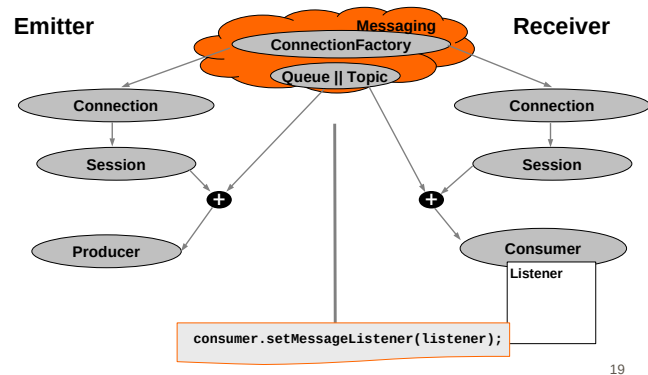 Emitter
Messaging
Receiver
ConnectionFactory
Queue || Topic
Connection
Connection
Session
Session
+
+
Producer
Consumer
Listener
consumer.setMessageListener(listener);
19